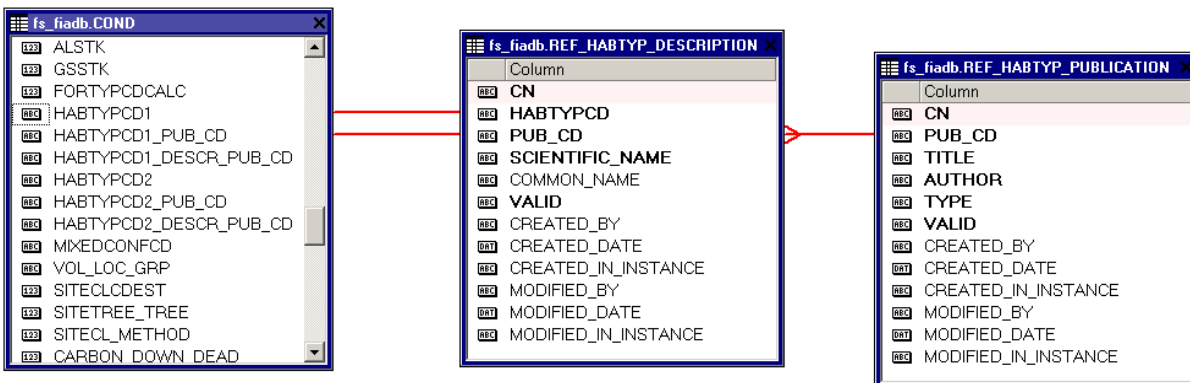 fs_fiadb.COND
ALSTK
GSSTK
FORTYPCDCALC
HABTYPCD1
HABTYPCD1_PUB_CD
HABTYPCD1_DESCR_PUB_CD
HABTYPCD2
HABTYPCD2_PUB_CD
HABTYPCD2_DESCR_PUB_CD
MIXEDCONFCD
VOL_LOC_GRP
SITECLCDEST
SITETREE_TREE
SITECL_METHOD
CARBON_DOWN_DEAD
fs_fiadb.REF_HABTYP_DESCRIPTION
Column
CN
HABTYPCD
PUB_CD
SCIENTIFIC_NAME
COMMON_NAME
VALID
CREATED_BY
CREATED_DATE
CREATED_IN_INSTANCE
MODIFIED_BY
MODIFIED_DATE
MODIFIED_IN_INSTANCE
fs_fiadb.REF_HABTYP_PUBLICATION
Column
CN
PUB_CD
TITLE
AUTHOR
TYPE
VALID
CREATED_BY
CREATED_DATE
CREATED_IN_INSTANCE
MODIFIED_BY
MODIFIED_DATE
MODIFIED_IN_INSTANCE